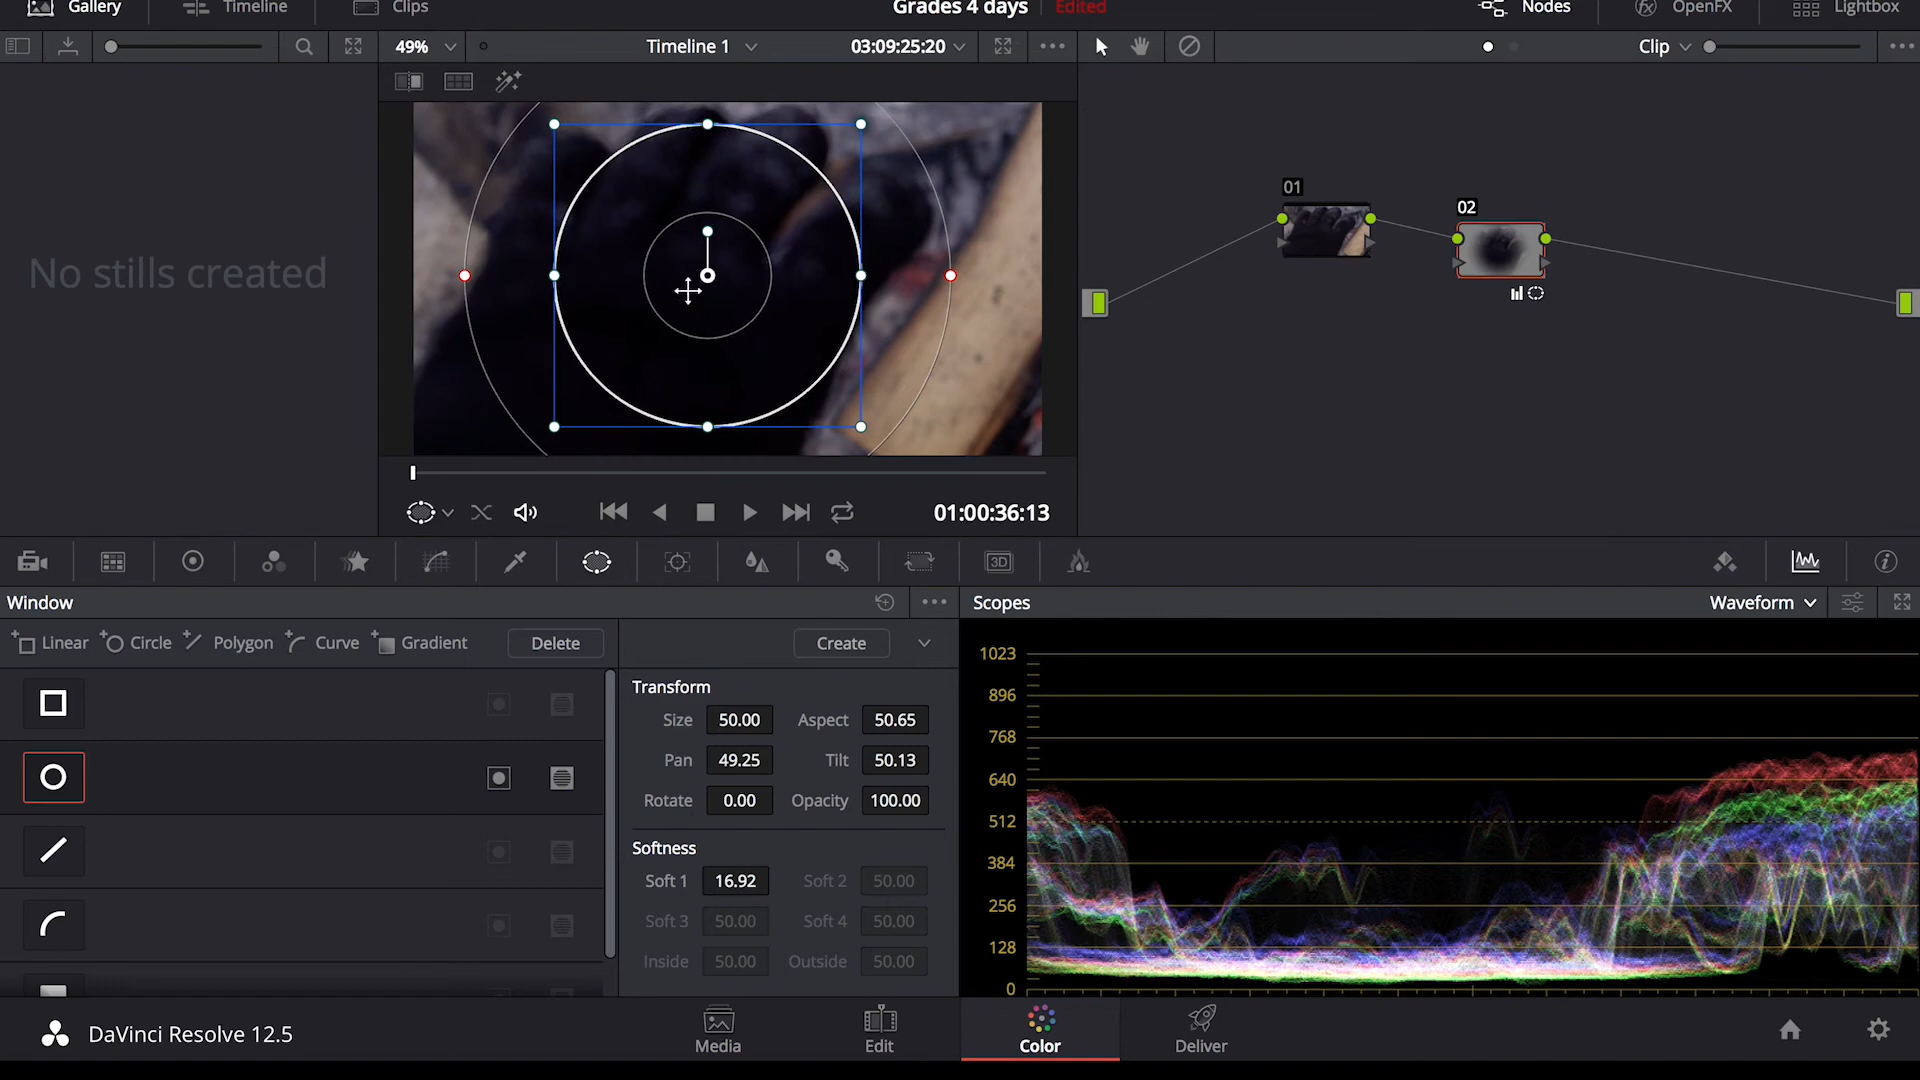 Gallery Timeline Clips Grades 4 days Edited Nodes OpenFX Lightbox
49% Timeline 1 03:09:25:20 Clip
No stills created
01
02
01:00:36:13
3D
Window
Scopes Waveform
Linear Circle Polygon Curve Gradient Delete Create
Transform
Size 50.00 Aspect 50.65
Pan 49.25 Tilt 50.13
Rotate 0.00 Opacity 100.00
Softness
Soft 1 16.92 Soft 2 50.00
Soft 3 50.00 Soft 4 50.00
Inside 50.00 Outside 50.00
1023
896
768
640
512
384
256
128
0
DaVinci Resolve 12.5
Media Edit Color Deliver